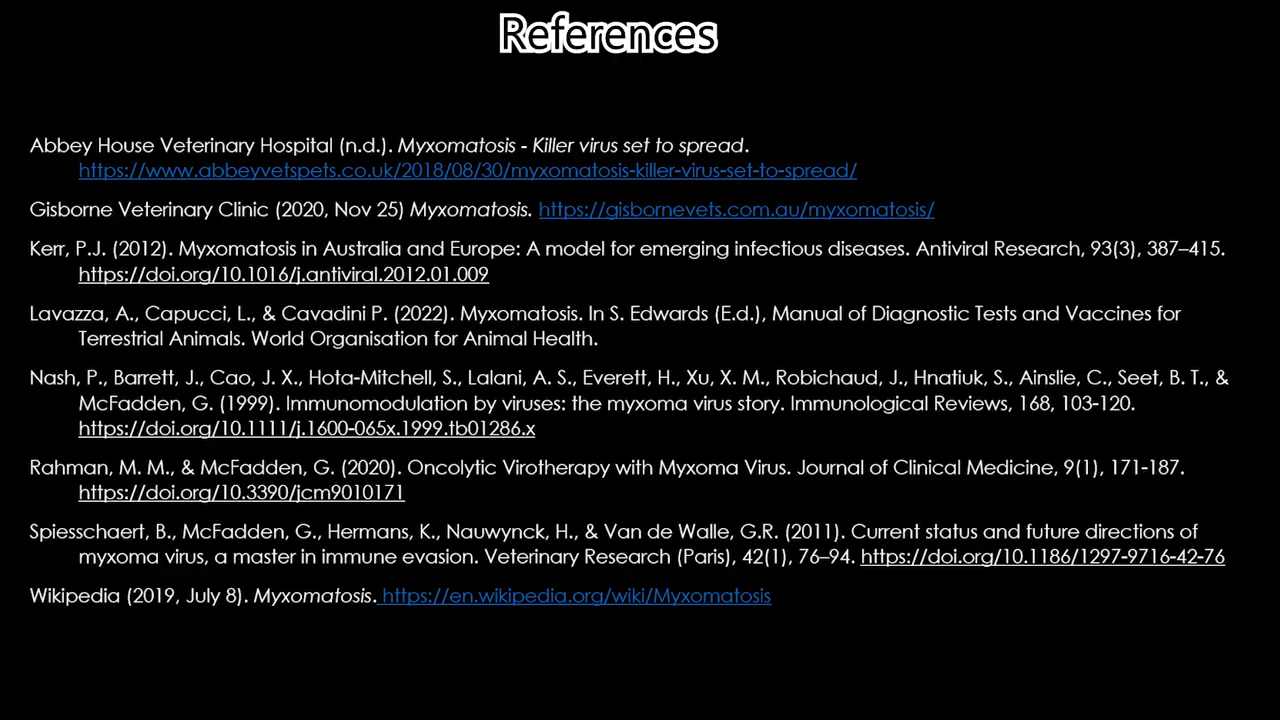 References
Abbey House Veterinary Hospital (n.d.). Myxomatosis - Killer virus set to spread.
https://www.abbeyvetspets.co.uk/2018/08/30/myxomatosis-killer-virus-set-to-spread/
Gisborne Veterinary Clinic (2020, Nov 25) Myxomatosis. https://gisbornevets.com.au/myxomatosis/
Kerr, P.J. (2012). Myxomatosis in Australia and Europe: A model for emerging infectious diseases. Antiviral Research, 93(3), 387–415.
https://doi.org/10.1016/j.antiviral.2012.01.009
Lavazza, A., Capucci, L., & Cavadini P. (2022). Myxomatosis. In S. Edwards (E.d.), Manual of Diagnostic Tests and Vaccines for
Terrestrial Animals. World Organisation for Animal Health.
Nash, P., Barrett, J., Cao, J. X., Hota-Mitchell, S., Lalani, A. S., Everett, H., Xu, X. M., Robichaud, J., Hnatiuk, S., Ainslie, C., Seet, B. T., &
McFadden, G. (1999). Immunomodulation by viruses: the myxoma virus story. Immunological Reviews, 168, 103-120.
https://doi.org/10.1111/j.1600-065x.1999.tb01286.x
Rahman, M. M., & McFadden, G. (2020). Oncolytic Virotherapy with Myxoma Virus. Journal of Clinical Medicine, 9(1), 171-187.
https://doi.org/10.3390/jcm9010171
Spiesschaert, B., McFadden, G., Hermans, K., Nauwynck, H., & Van de Walle, G.R. (2011). Current status and future directions of
myxoma virus, a master in immune evasion. Veterinary Research (Paris), 42(1), 76–94. https://doi.org/10.1186/1297-9716-42-76
Wikipedia (2019, July 8). Myxomatosis. https://en.wikipedia.org/wiki/Myxomatosis